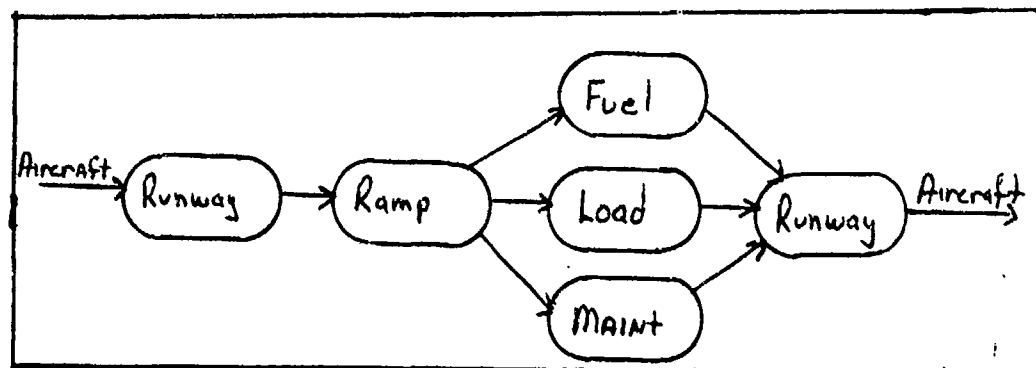 Aircraft
Runway
Ramp
Fuel
Load
MAINT
Runway
Aircraft